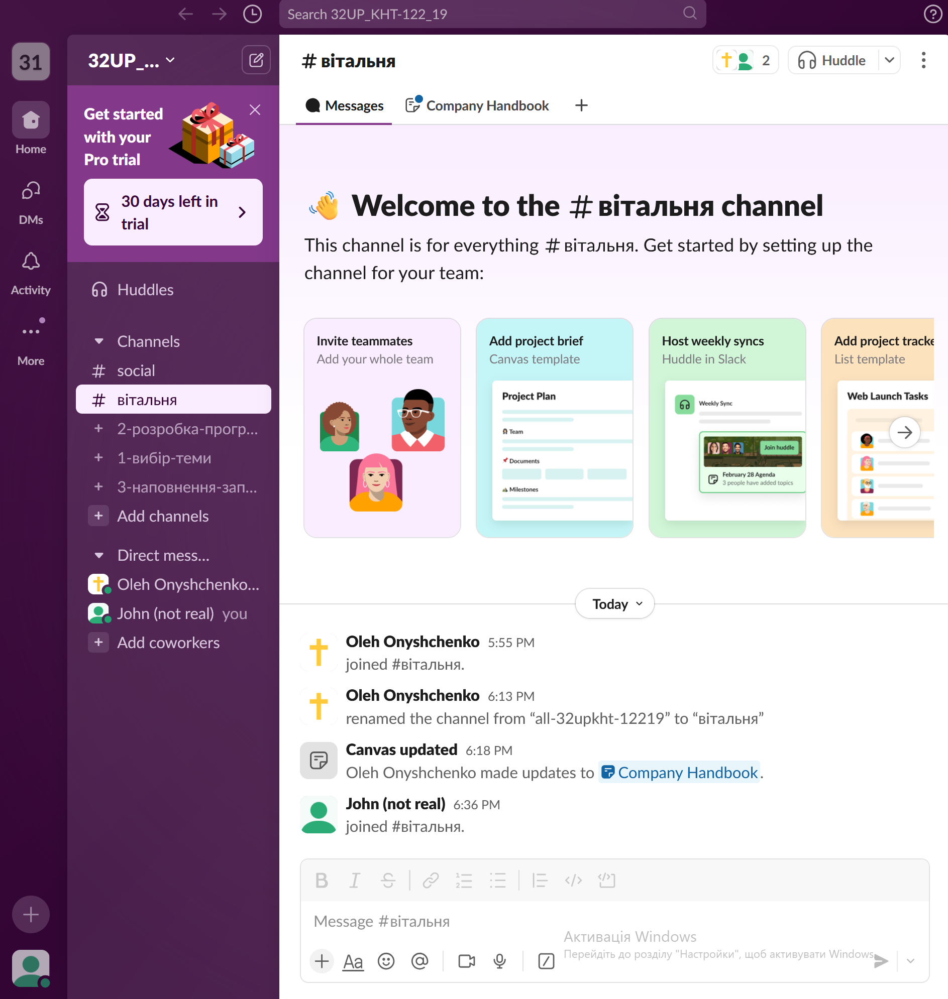 Search 32UP_KHT-122_19
31
32UP_...
Home
DMs
Activity
More
Get started
with your
Pro trial
30 days left in
trial
Huddles
Channels
# social
# вітальня
+ 2-розробка-прогр...
+ 1-вибір-теми
+ 3-наповнення-зап...
+ Add channels
Direct mess...
Oleh Onyshchenko...
John (not real) you
+ Add coworkers
# вітальня
2
Huddle
Messages
Company Handbook
+
Welcome to the # вітальня channel
This channel is for everything # вітальня. Get started by setting up the
channel for your team:
Invite teammates
Add your whole team
Add project brief
Canvas template
Project Plan
Team
Documents
Milestones
Host weekly syncs
Huddle in Slack
Weekly Sync
Join huddle
February 28 Agenda
3 people have added topics
Add project tracke
List template
Web Launch Tasks
Today
Oleh Onyshchenko 5:55 PM
joined #вітальня.
Oleh Onyshchenko 6:13 PM
renamed the channel from “all-32upkht-12219” to “вітальня”
Canvas updated 6:18 PM
Oleh Onyshchenko made updates to Company Handbook.
John (not real) 6:36 PM
joined #вітальня.
Message #вітальня
Aa
Активація Windows
Перейдіть до розділу "Настройки", щоб активувати Windows.